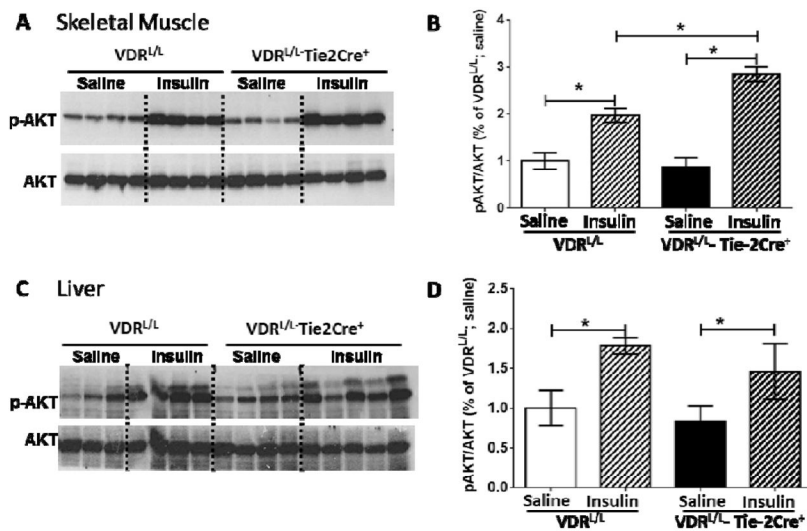 A Skeletal Muscle
VDR^L/L VDR^L/L-Tie2Cre⁺
Saline Insulin Saline Insulin
p-AKT
AKT
B
pAKT/AKT (% of VDR^L/L; saline)
4
3
2
1
0
* * *
Saline Insulin Saline Insulin
VDR^L/L VDR^L/L- Tie-2Cre⁺
C Liver
VDR^L/L VDR^L/L-Tie2Cre⁺
Saline Insulin Saline Insulin
p-AKT
AKT
D
pAKT/AKT (% of VDR^L/L; saline)
2.5
2.0
1.5
1.0
0.5
0.0
* *
Saline Insulin Saline Insulin
VDR^L/L VDR^L/L- Tie-2Cre⁺